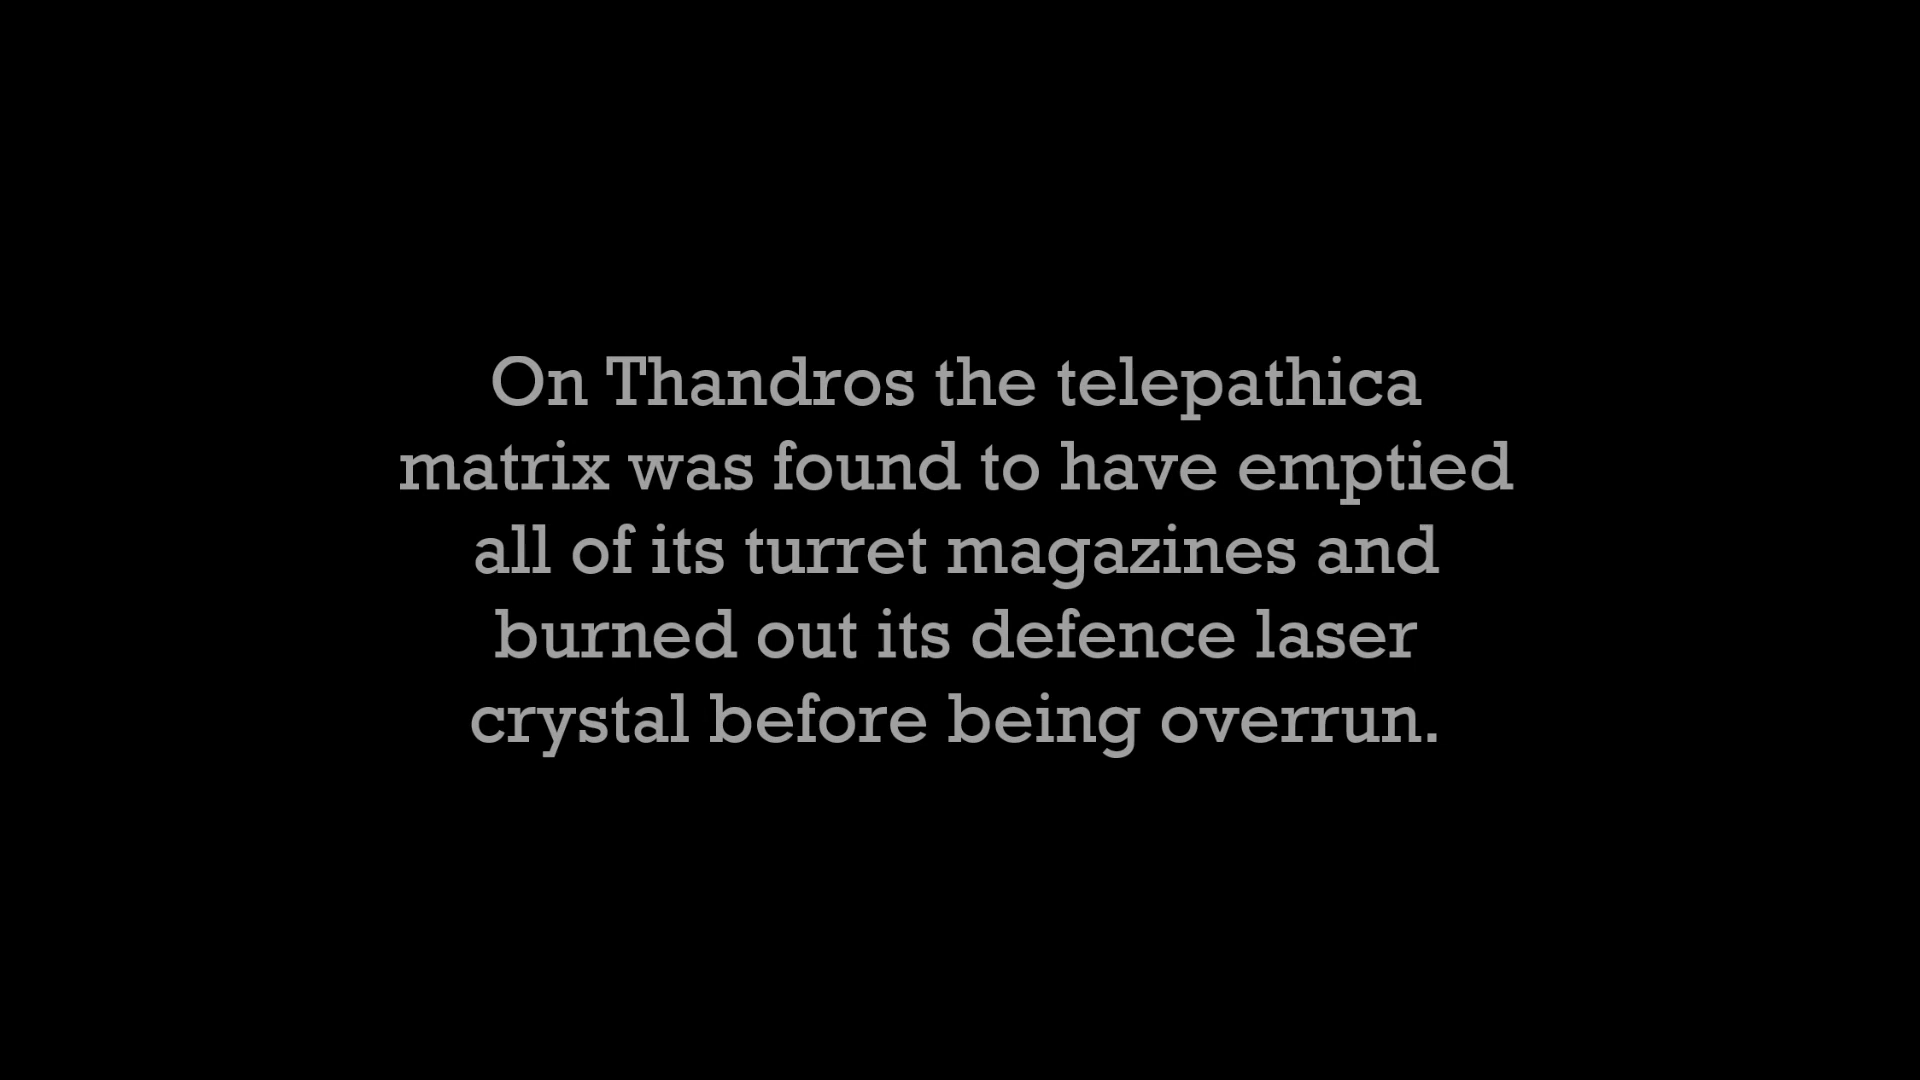 On Thandros the telepathica
matrix was found to have emptied
all of its turret magazines and
burned out its defence laser
crystal before being overrun.